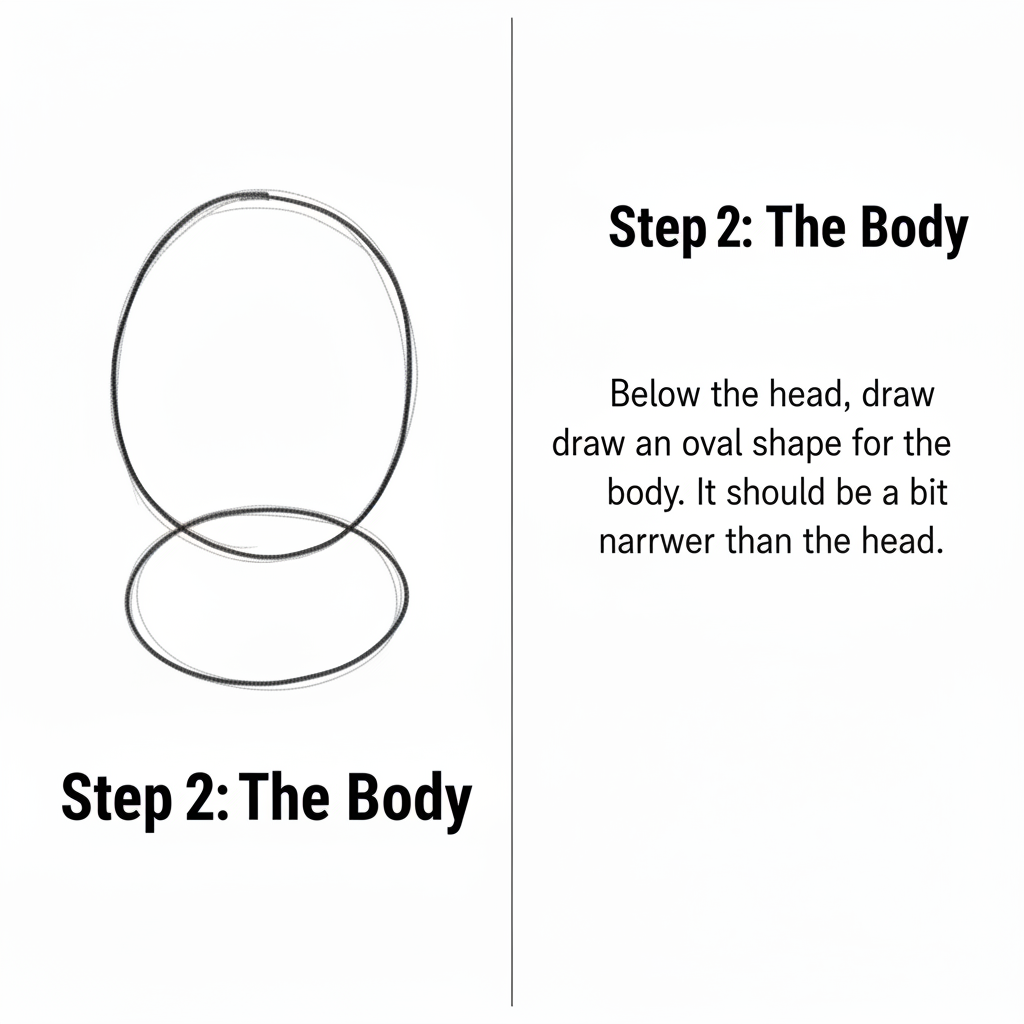 Step 2: The Body
Step 2: The Body
Below the head, draw
draw an oval shape for the
body. It should be a bit
narrwer than the head.